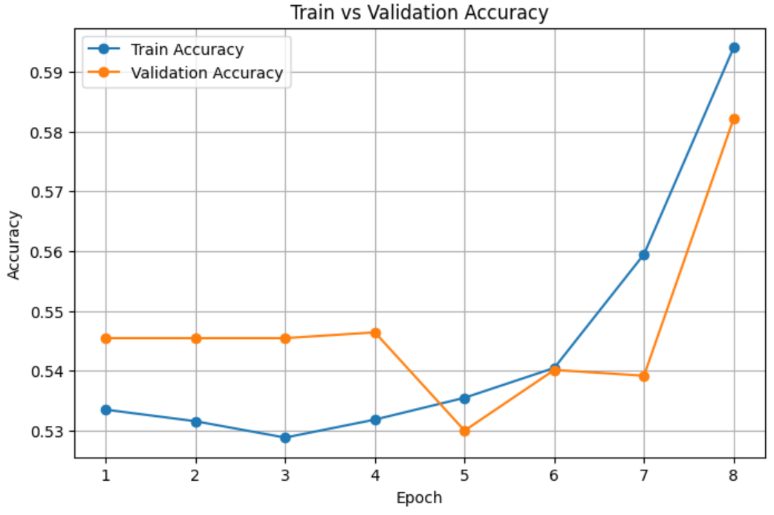 Train vs Validation Accuracy
Train Accuracy
Validation Accuracy
0.59
0.58
0.57
0.56
0.55
0.54
0.53
Accuracy
1 2 3 4 5 6 7 8
Epoch